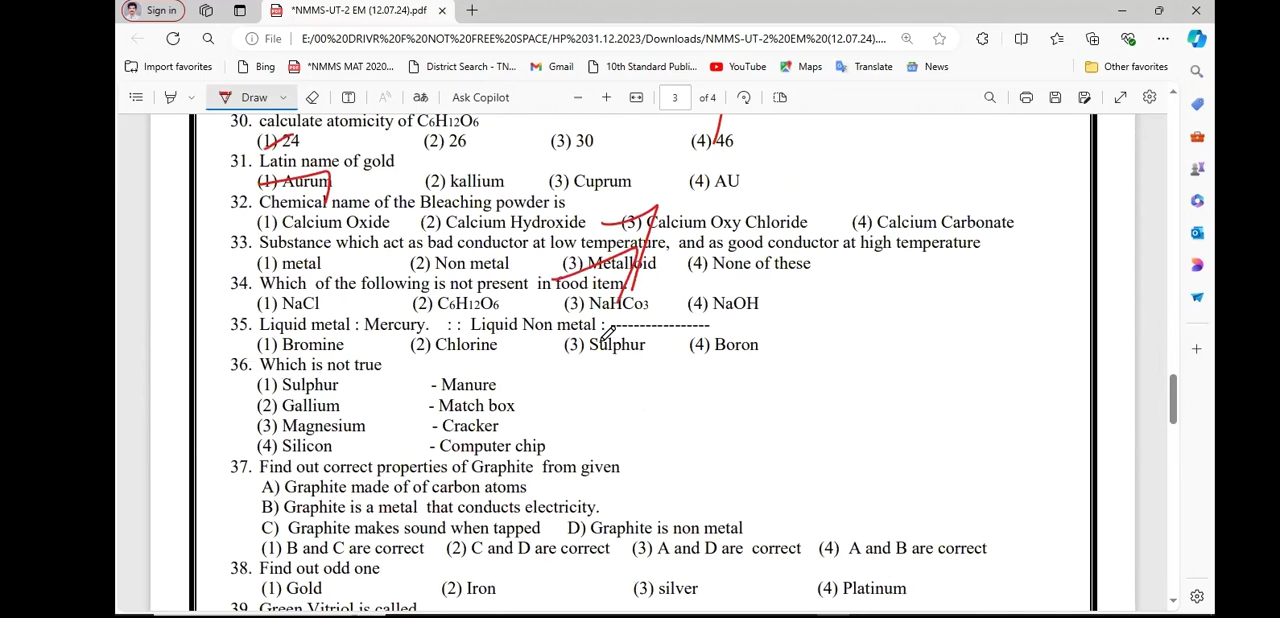 Sign in
*NMMS-UT-2 EM (12.07.24).pdf
File
E:/00%20DRIVR%20F%20NOT%20FREE%20SPACE/HP%2031.12.2023/Downloads/NMMS-UT-2%20EM%20(12.07.24)....
Import favorites
Bing
*NMMS MAT 2020...
District Search - TN...
Gmail
10th Standard Publi...
YouTube
Maps
Translate
News
Other favorites
Draw
Ask Copilot
3 of 4
30. calculate atomicity of C6H12O6
(1) 24 (2) 26 (3) 30 (4) 46
31. Latin name of gold
(1) Aurum (2) kallium (3) Cuprum (4) AU
32. Chemical name of the Bleaching powder is
(1) Calcium Oxide (2) Calcium Hydroxide (3) Calcium Oxy Chloride (4) Calcium Carbonate
33. Substance which act as bad conductor at low temperature, and as good conductor at high temperature
(1) metal (2) Non metal (3) Metalloid (4) None of these
34. Which of the following is not present in food item.
(1) NaCl (2) C6H12O6 (3) NaHCo3 (4) NaOH
35. Liquid metal : Mercury. : : Liquid Non metal : ----------------
(1) Bromine (2) Chlorine (3) Sulphur (4) Boron
36. Which is not true
(1) Sulphur - Manure
(2) Gallium - Match box
(3) Magnesium - Cracker
(4) Silicon - Computer chip
37. Find out correct properties of Graphite from given
A) Graphite made of of carbon atoms
B) Graphite is a metal that conducts electricity.
C) Graphite makes sound when tapped D) Graphite is non metal
(1) B and C are correct (2) C and D are correct (3) A and D are correct (4) A and B are correct
38. Find out odd one
(1) Gold (2) Iron (3) silver (4) Platinum
39. Green Vitriol is called